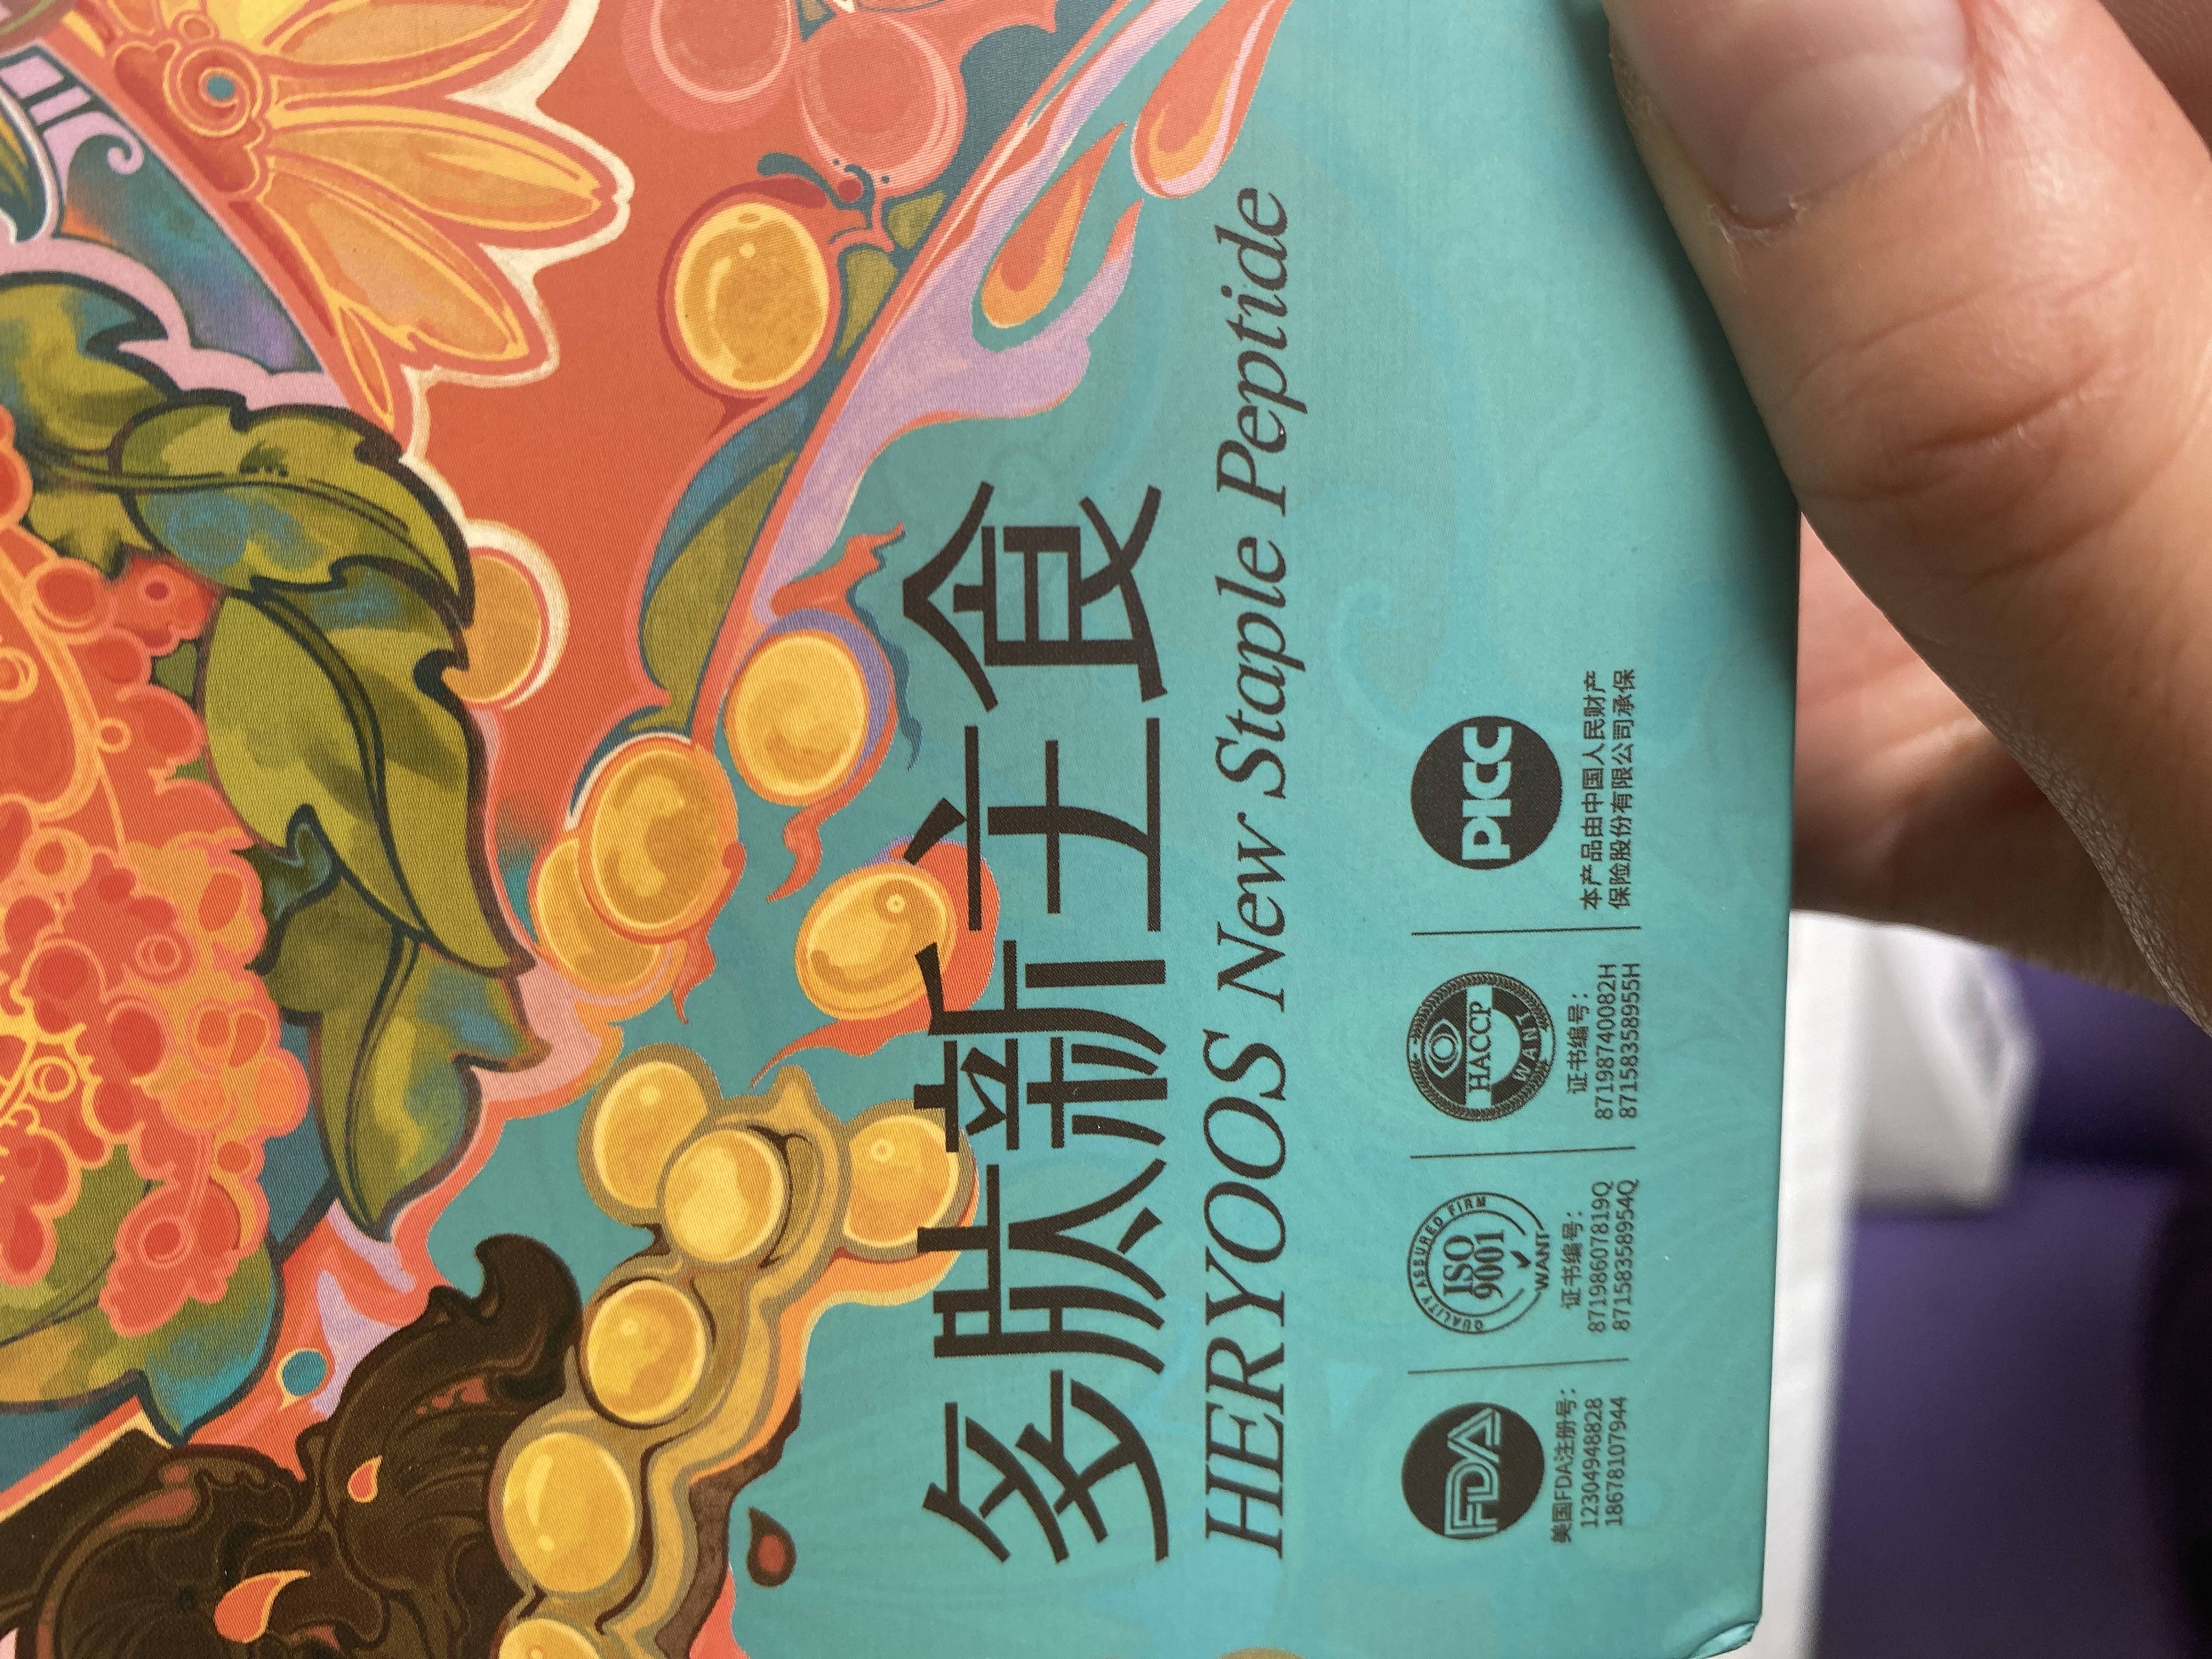 多肽新主食
HERYOOS New Staple Peptide
FDA
美国FDA注册号：
12304948828
18678107944
QUALITY ASSURED FIRM
ISO
9001
WANT
证书编号：
871986078​19Q
87158358954Q
HACCP
WANT
证书编号：
87198740082H
87158358955H
PICC
本产品由中国人民财产
保险股份有限公司承保